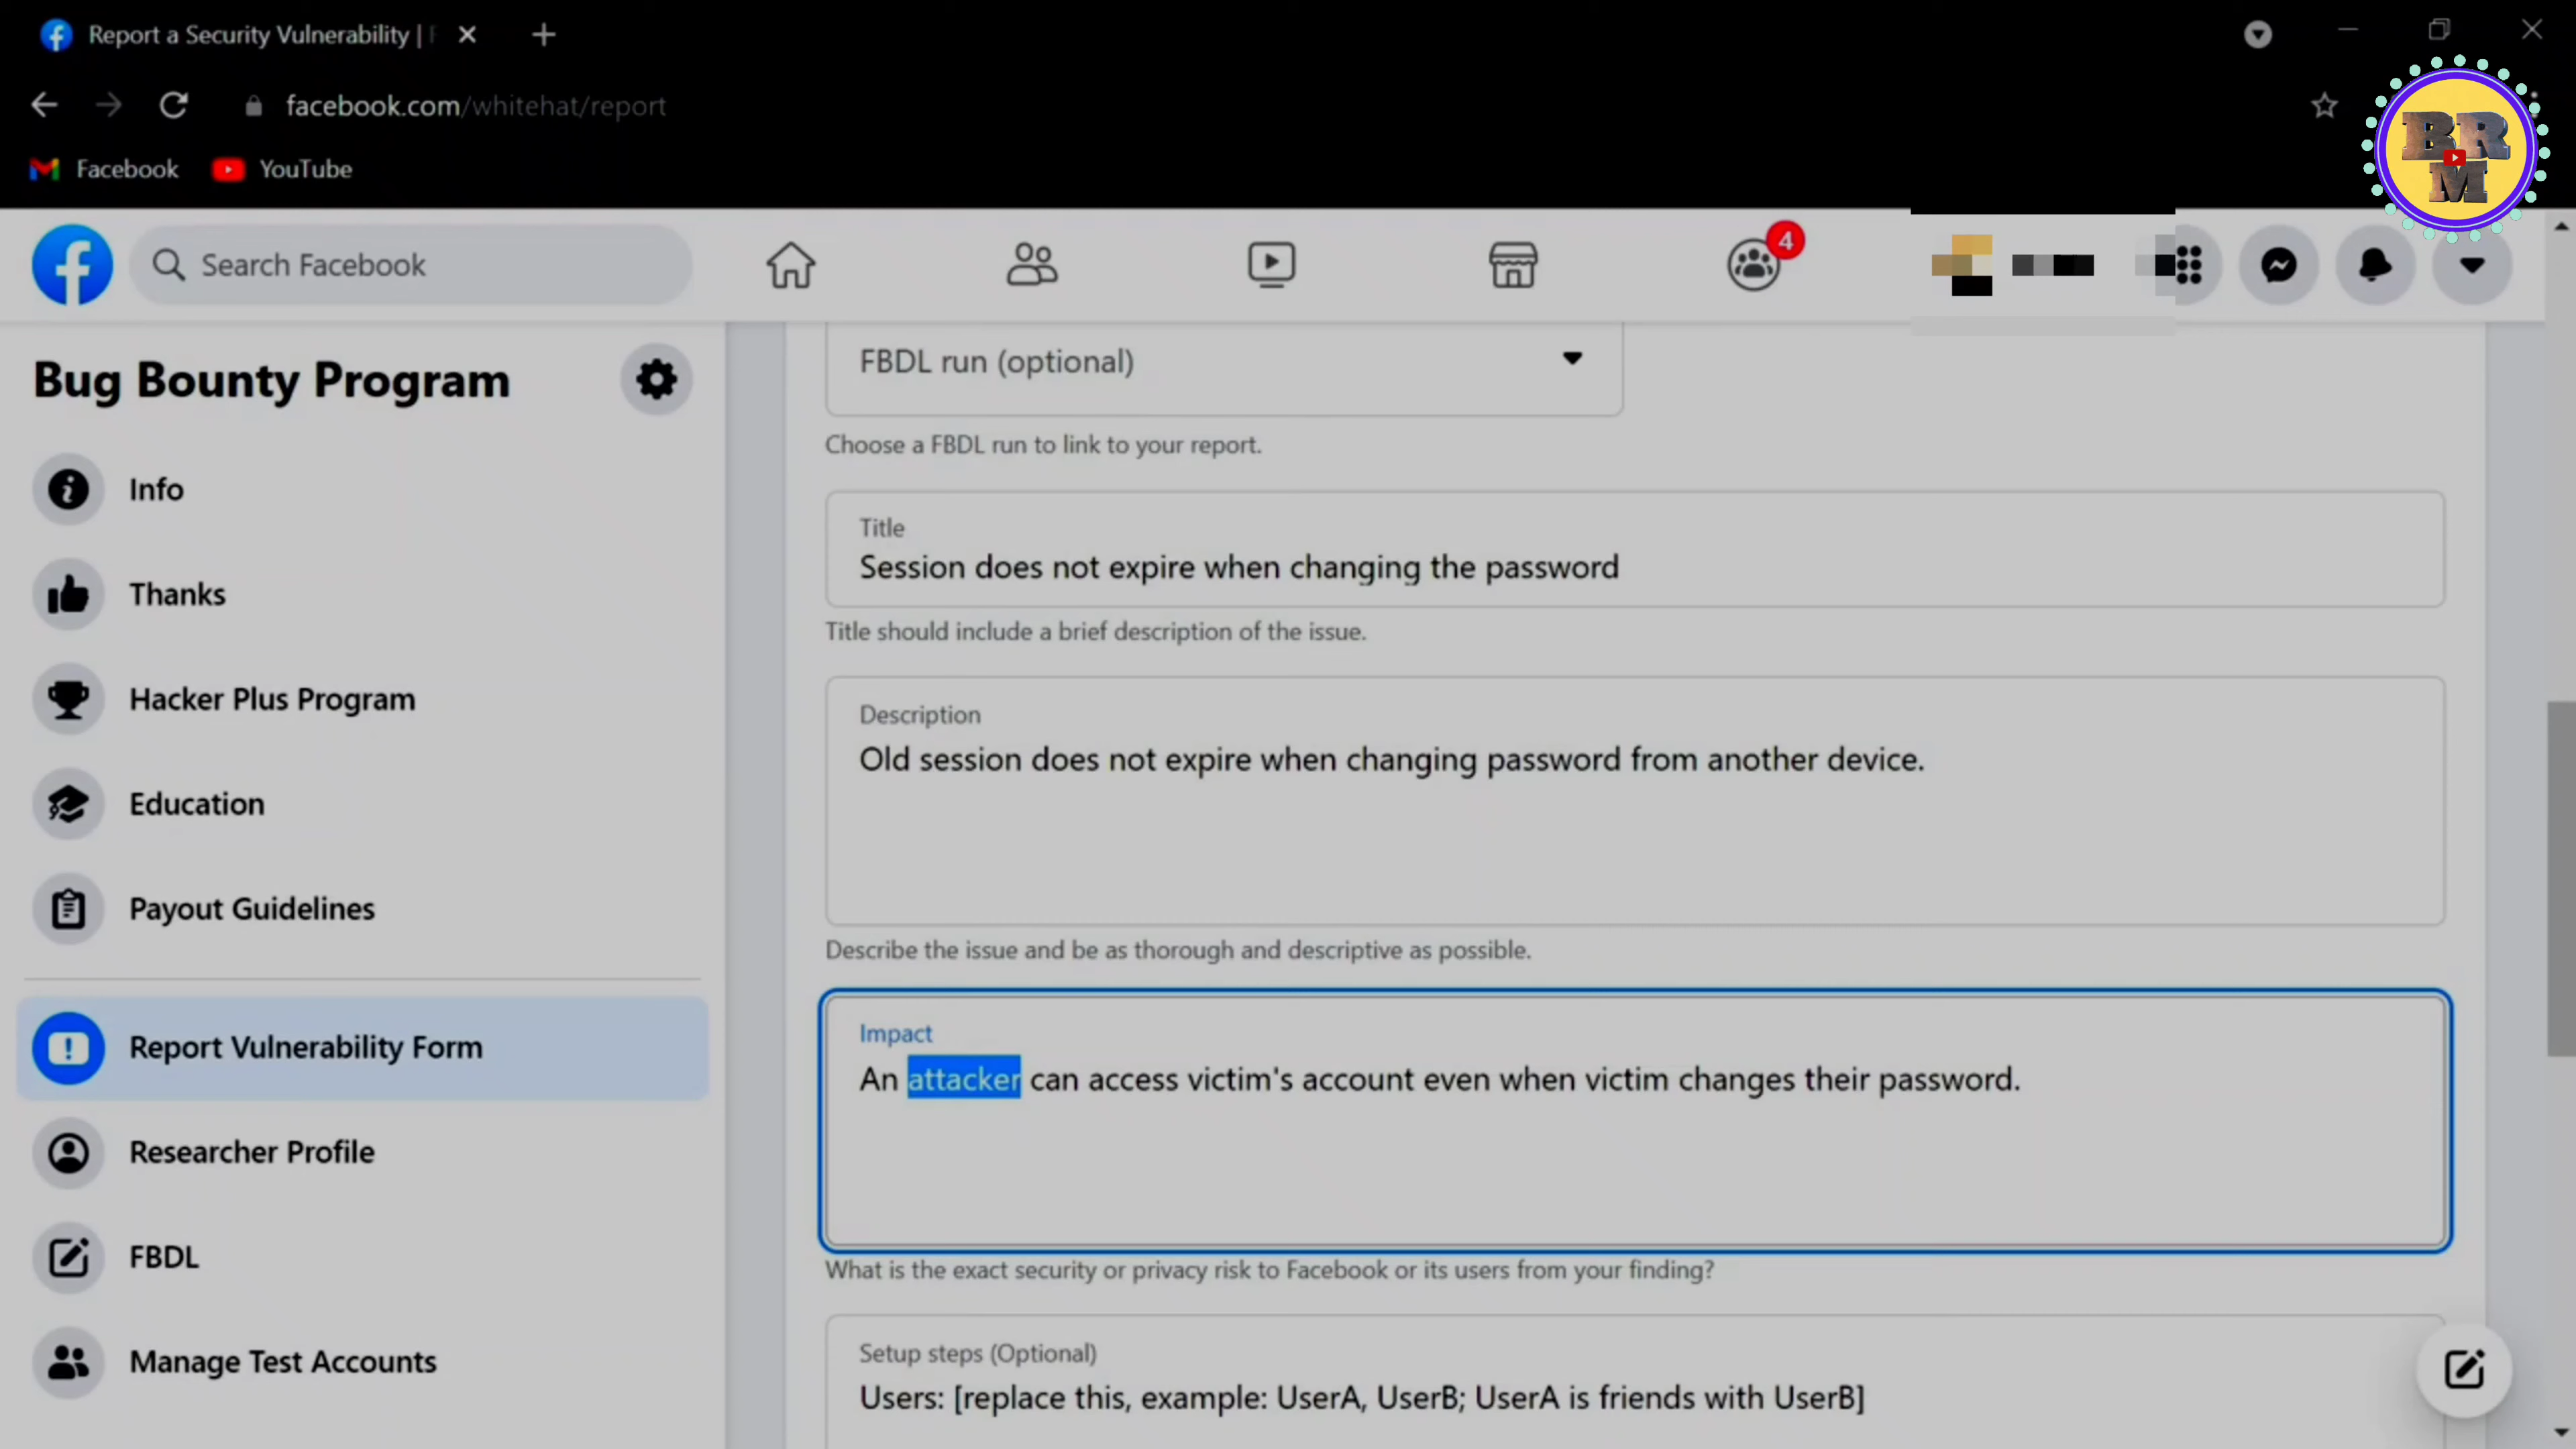 Report a Security Vulnerability |
facebook.com/whitehat/report
Facebook
YouTube
BR
M
Search Facebook
4
Bug Bounty Program
Info
Thanks
Hacker Plus Program
Education
Payout Guidelines
Report Vulnerability Form
Researcher Profile
FBDL
Manage Test Accounts
FBDL run (optional)
Choose a FBDL run to link to your report.
Title
Session does not expire when changing the password
Title should include a brief description of the issue.
Description
Old session does not expire when changing password from another device.
Describe the issue and be as thorough and descriptive as possible.
Impact
An attacker can access victim's account even when victim changes their password.
What is the exact security or privacy risk to Facebook or its users from your finding?
Setup steps (Optional)
Users: [replace this, example: UserA, UserB; UserA is friends with UserB]